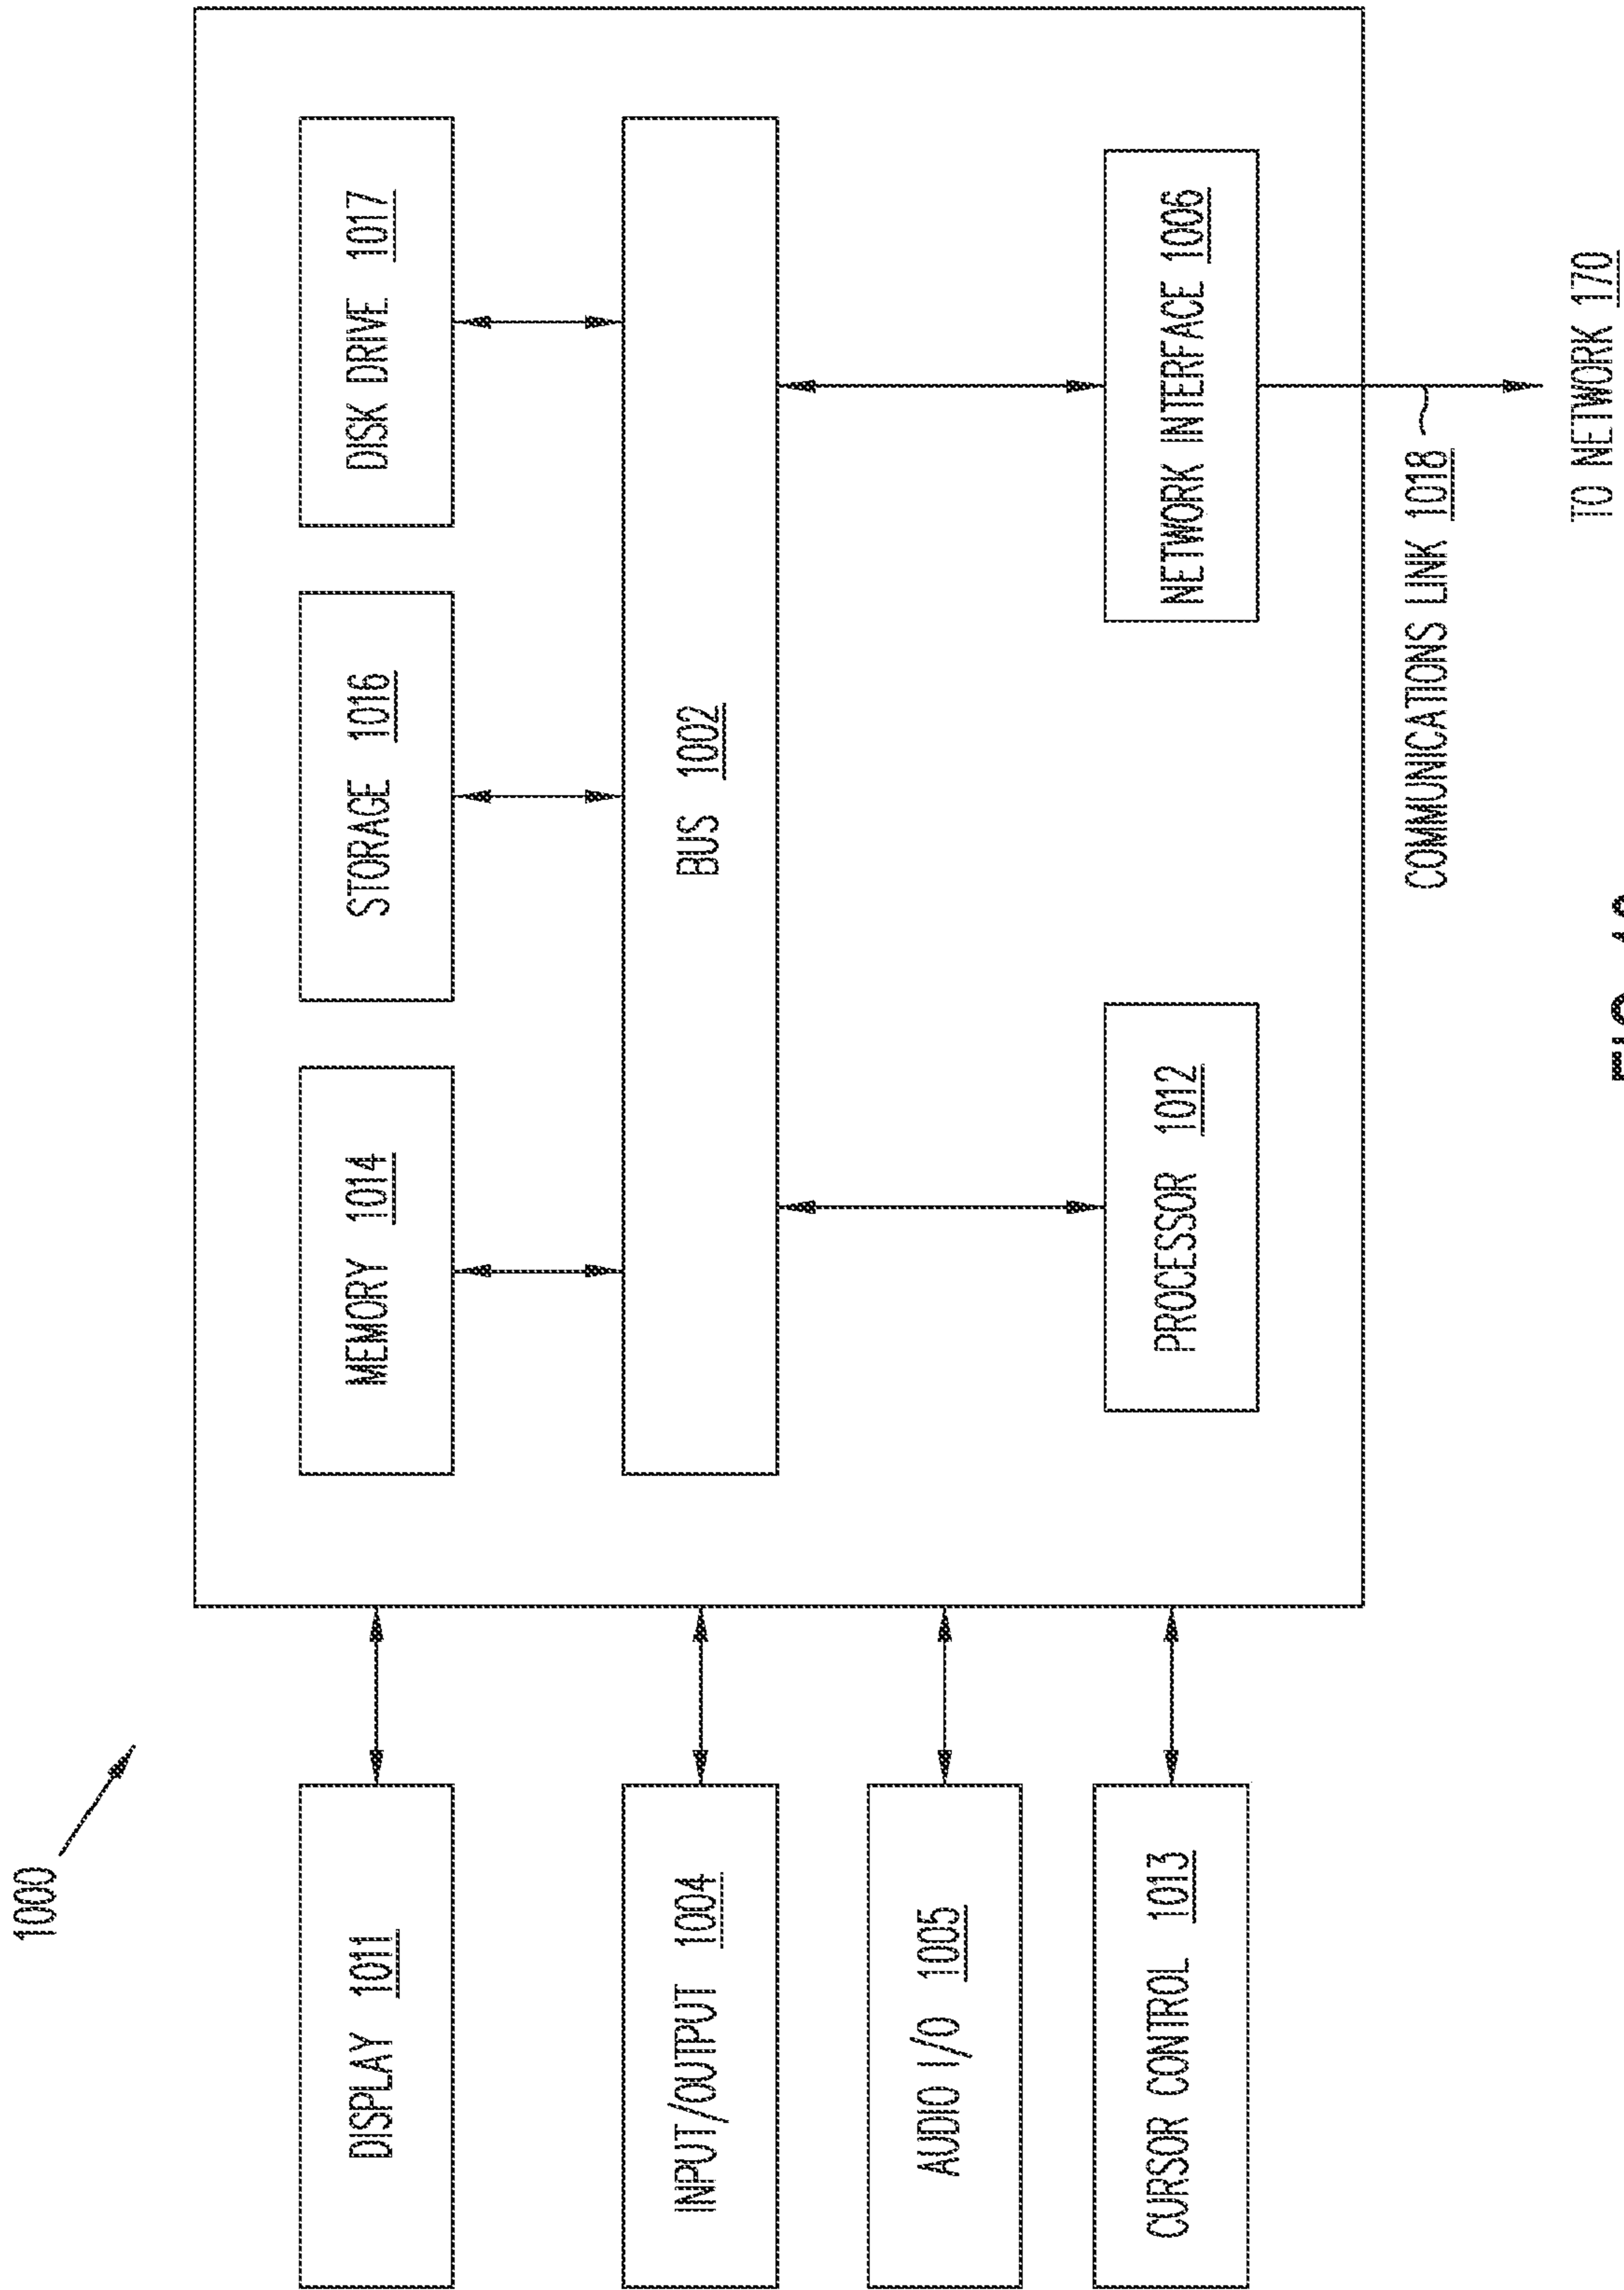 1000
DISPLAY 1011
INPUT/OUTPUT 1004
AUDIO I/O 1005
CURSOR CONTROL 1013
MEMORY 1014
STORAGE 1016
DISK DRIVE 1017
BUS 1002
PROCESSOR 1012
NETWORK INTERFACE 1006
COMMUNICATIONS LINK 1018
TO NETWORK 170